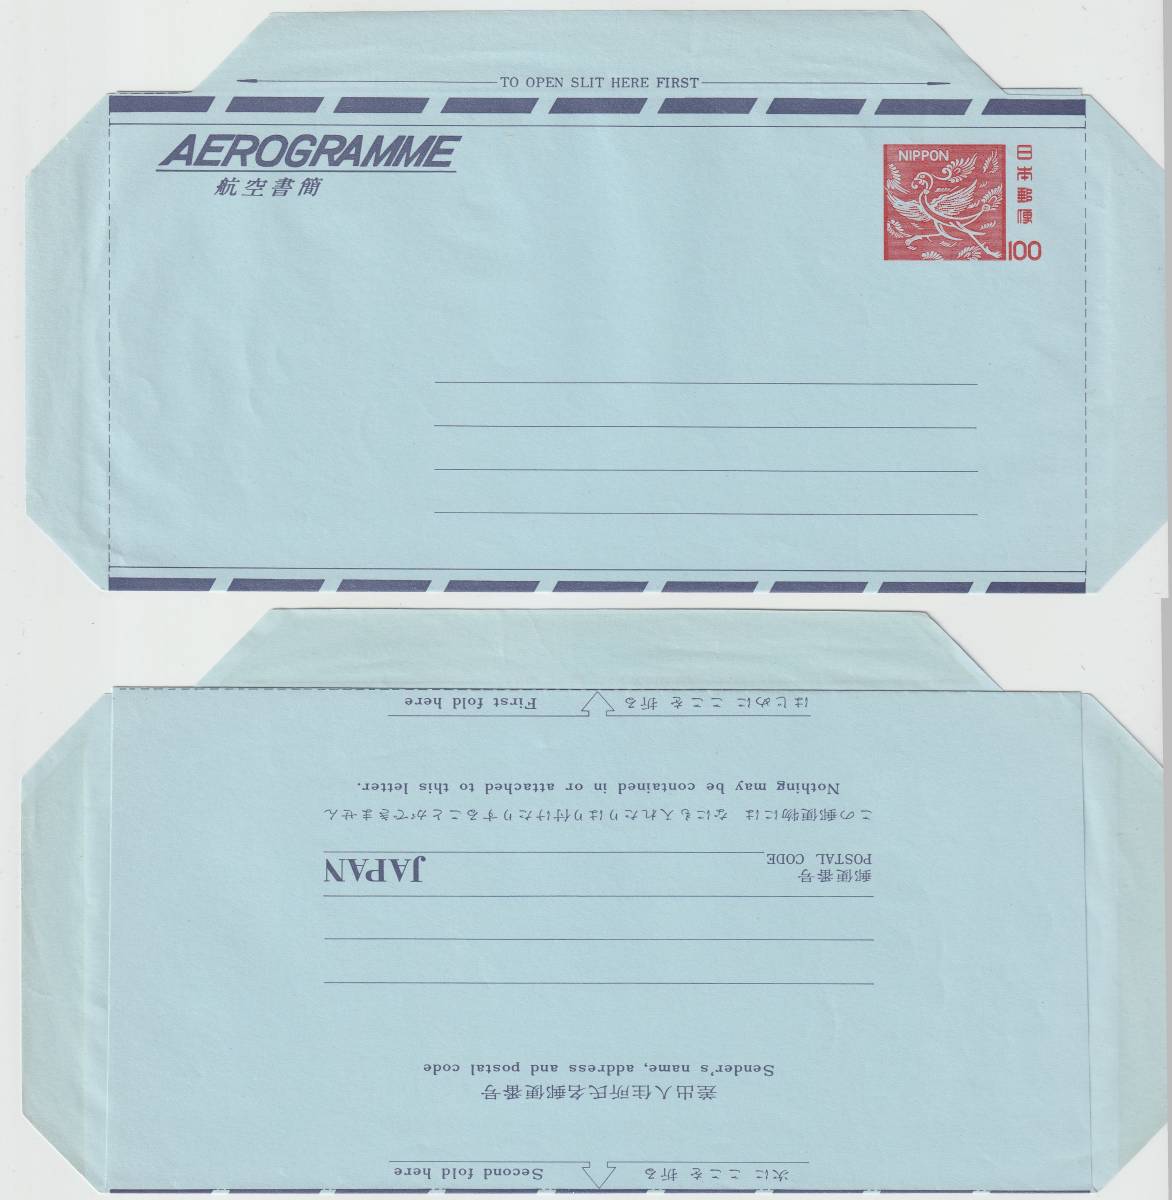 TO OPEN SLIT HERE FIRST
AEROGRAMME
航空書簡
NIPPON
日本郵便
100
次に ここ を 折る Second fold here
差出人住所氏名郵便番号
Sender's name, address and postal code
郵便番号
POSTAL CODE
JAPAN
この郵便物には なにも入れたりはり付けたりすることができません
Nothing may be contained in or attached to this letter.
はじめに ここ を 折る First fold here